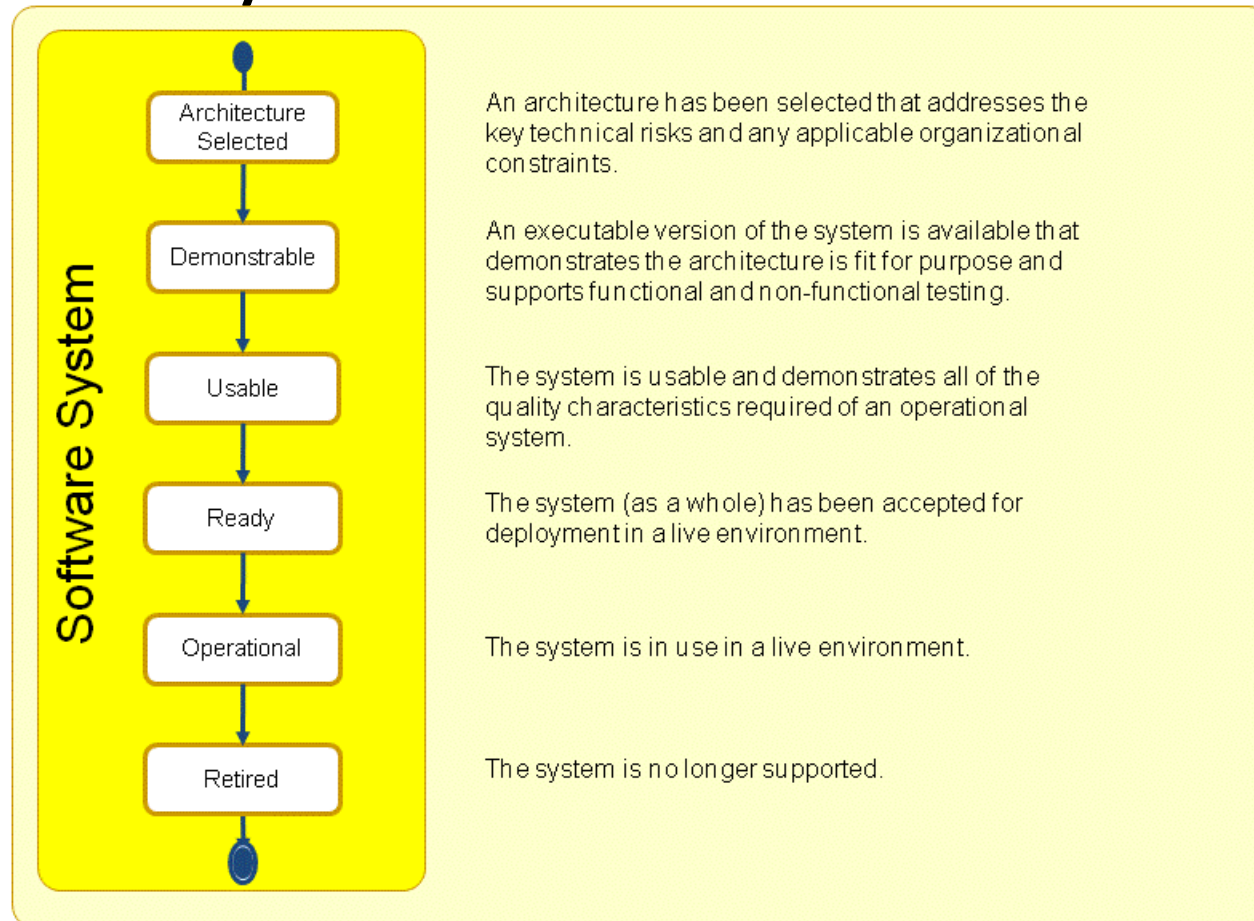 Software System
Architecture
Selected
An architecture has been selected that addresses the
key technical risks and any applicable organizational
constraints.
Demonstrable
An executable version of the system is available that
demonstrates the architecture is fit for purpose and
supports functional and non-functional testing.
Usable
The system is usable and demonstrates all of the
quality characteristics required of an operational
system.
Ready
The system (as a whole) has been accepted for
deployment in a live environment.
Operational
The system is in use in a live environment.
Retired
The system is no longer supported.